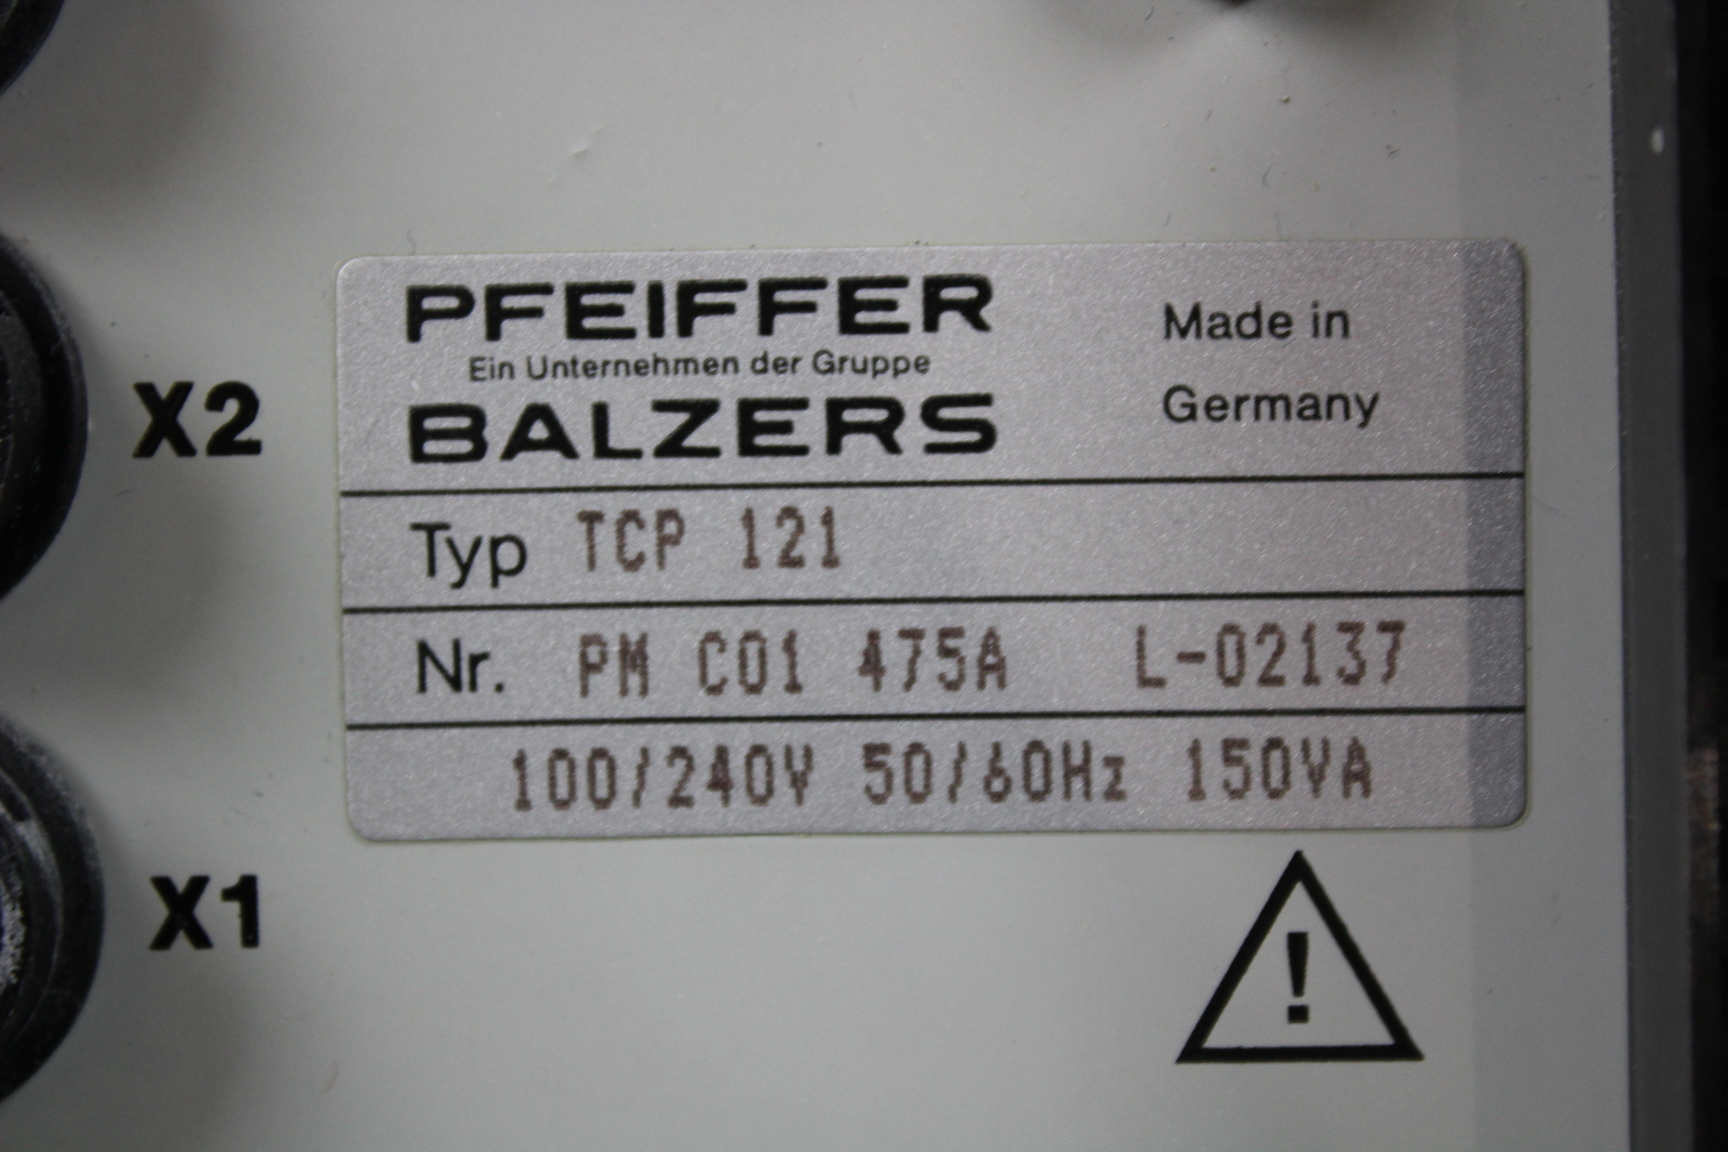 PFEIFFER
Ein Unternehmen der Gruppe
BALZERS
Made in
Germany
X2
Typ TCP 121
Nr. PM C01 475A L-02137
100/240V 50/60Hz 150VA
X1
!